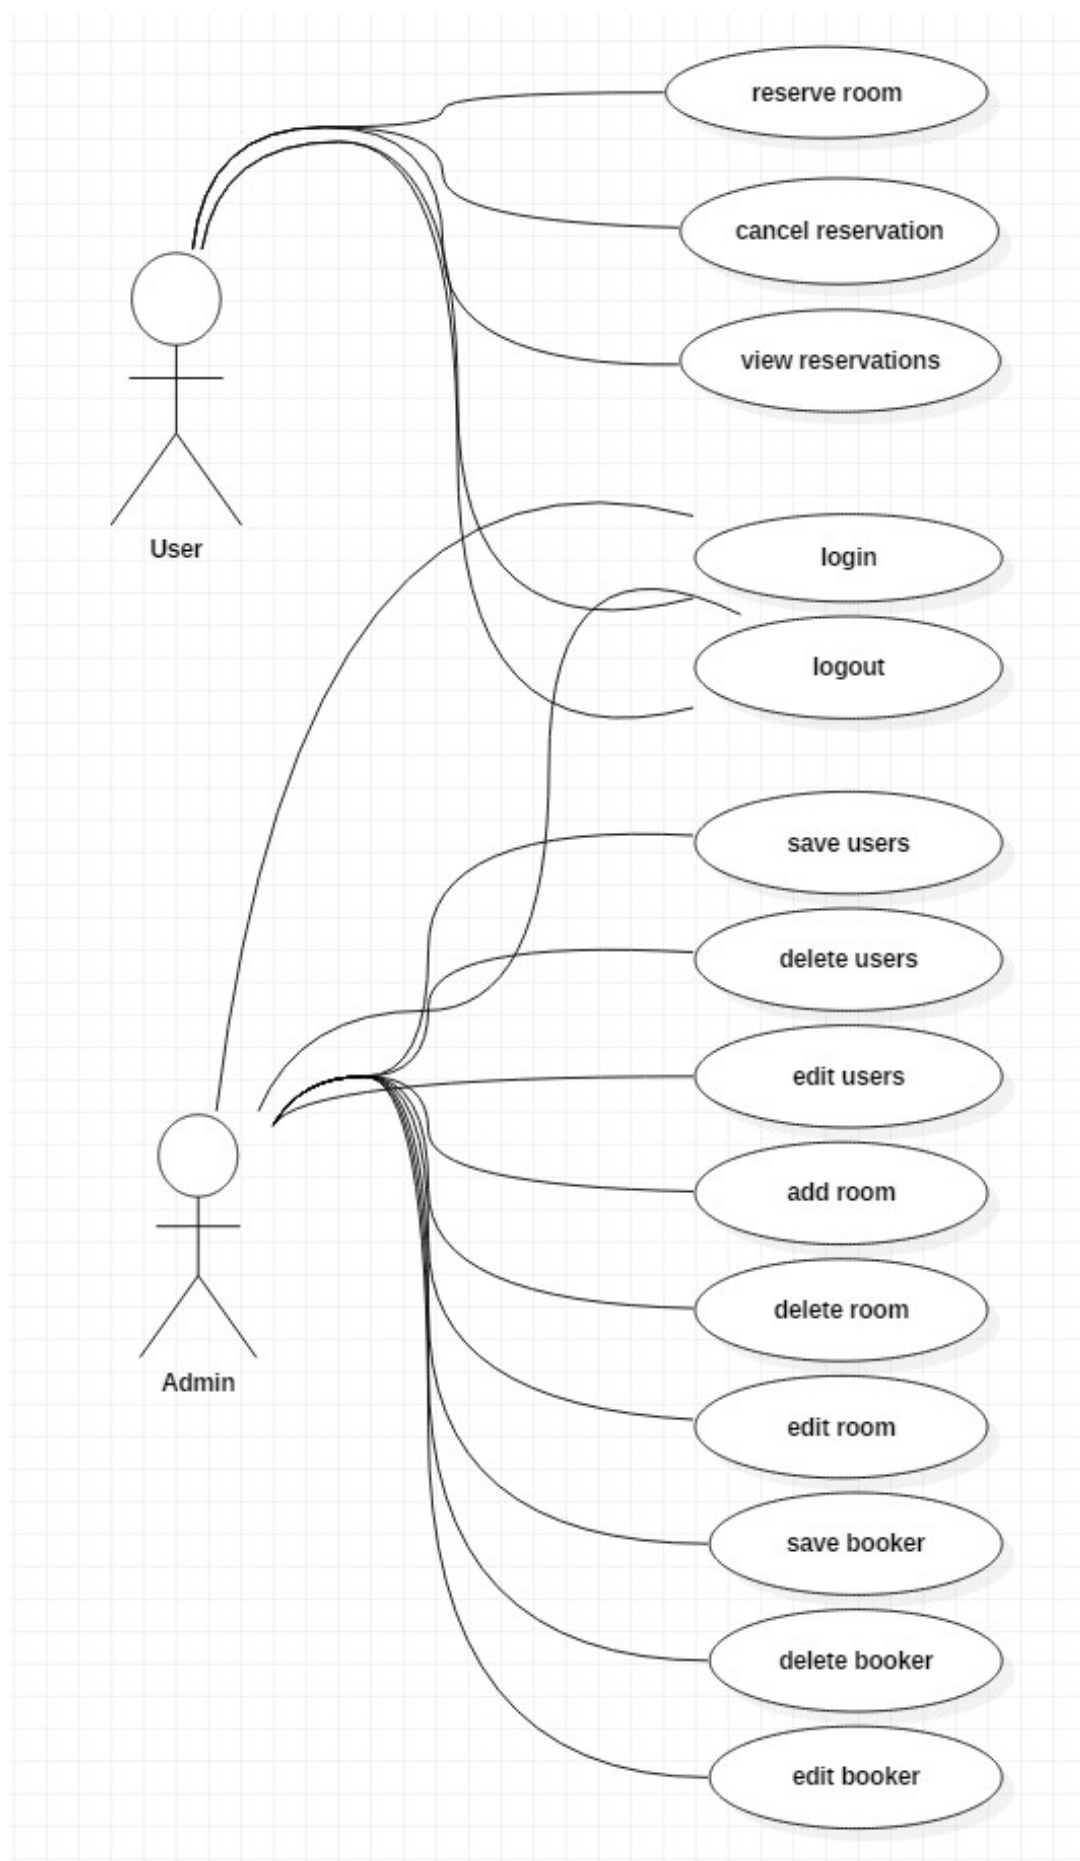 reserve room
cancel reservation
view reservations
User
login
logout
save users
delete users
edit users
add room
delete room
Admin
edit room
save booker
delete booker
edit booker